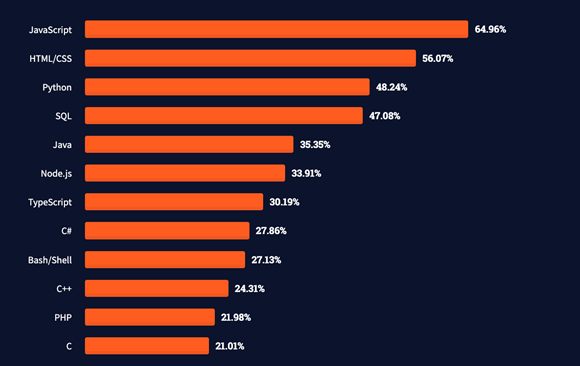 JavaScript 64.96%
HTML/CSS 56.07%
Python 48.24%
SQL 47.08%
Java 35.35%
Node.js 33.91%
TypeScript 30.19%
C# 27.86%
Bash/Shell 27.13%
C++ 24.31%
PHP 21.98%
C 21.01%